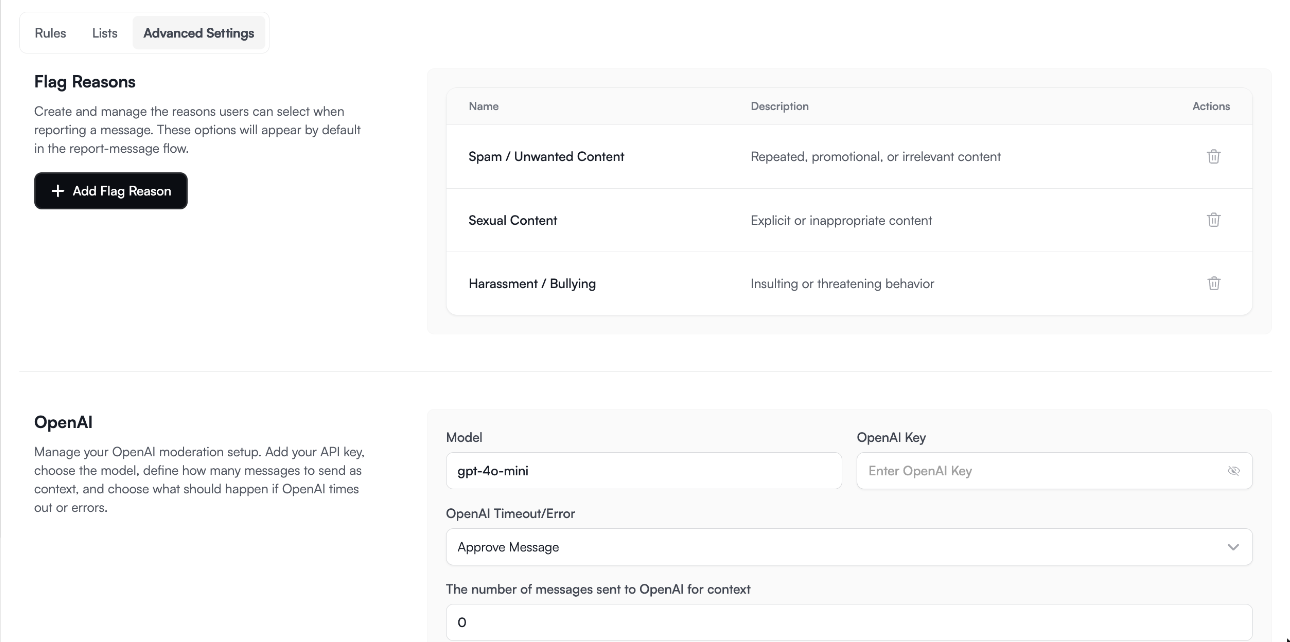 Rules Lists Advanced Settings
Flag Reasons
Create and manage the reasons users can select when
reporting a message. These options will appear by default
in the report-message flow.
+ Add Flag Reason
Name Description Actions
Spam / Unwanted Content Repeated, promotional, or irrelevant content
Sexual Content Explicit or inappropriate content
Harassment / Bullying Insulting or threatening behavior
OpenAI
Manage your OpenAI moderation setup. Add your API key,
choose the model, define how many messages to send as
context, and choose what should happen if OpenAI times
out or errors.
Model OpenAI Key
gpt-4o-mini Enter OpenAI Key
OpenAI Timeout/Error
Approve Message
The number of messages sent to OpenAI for context
0